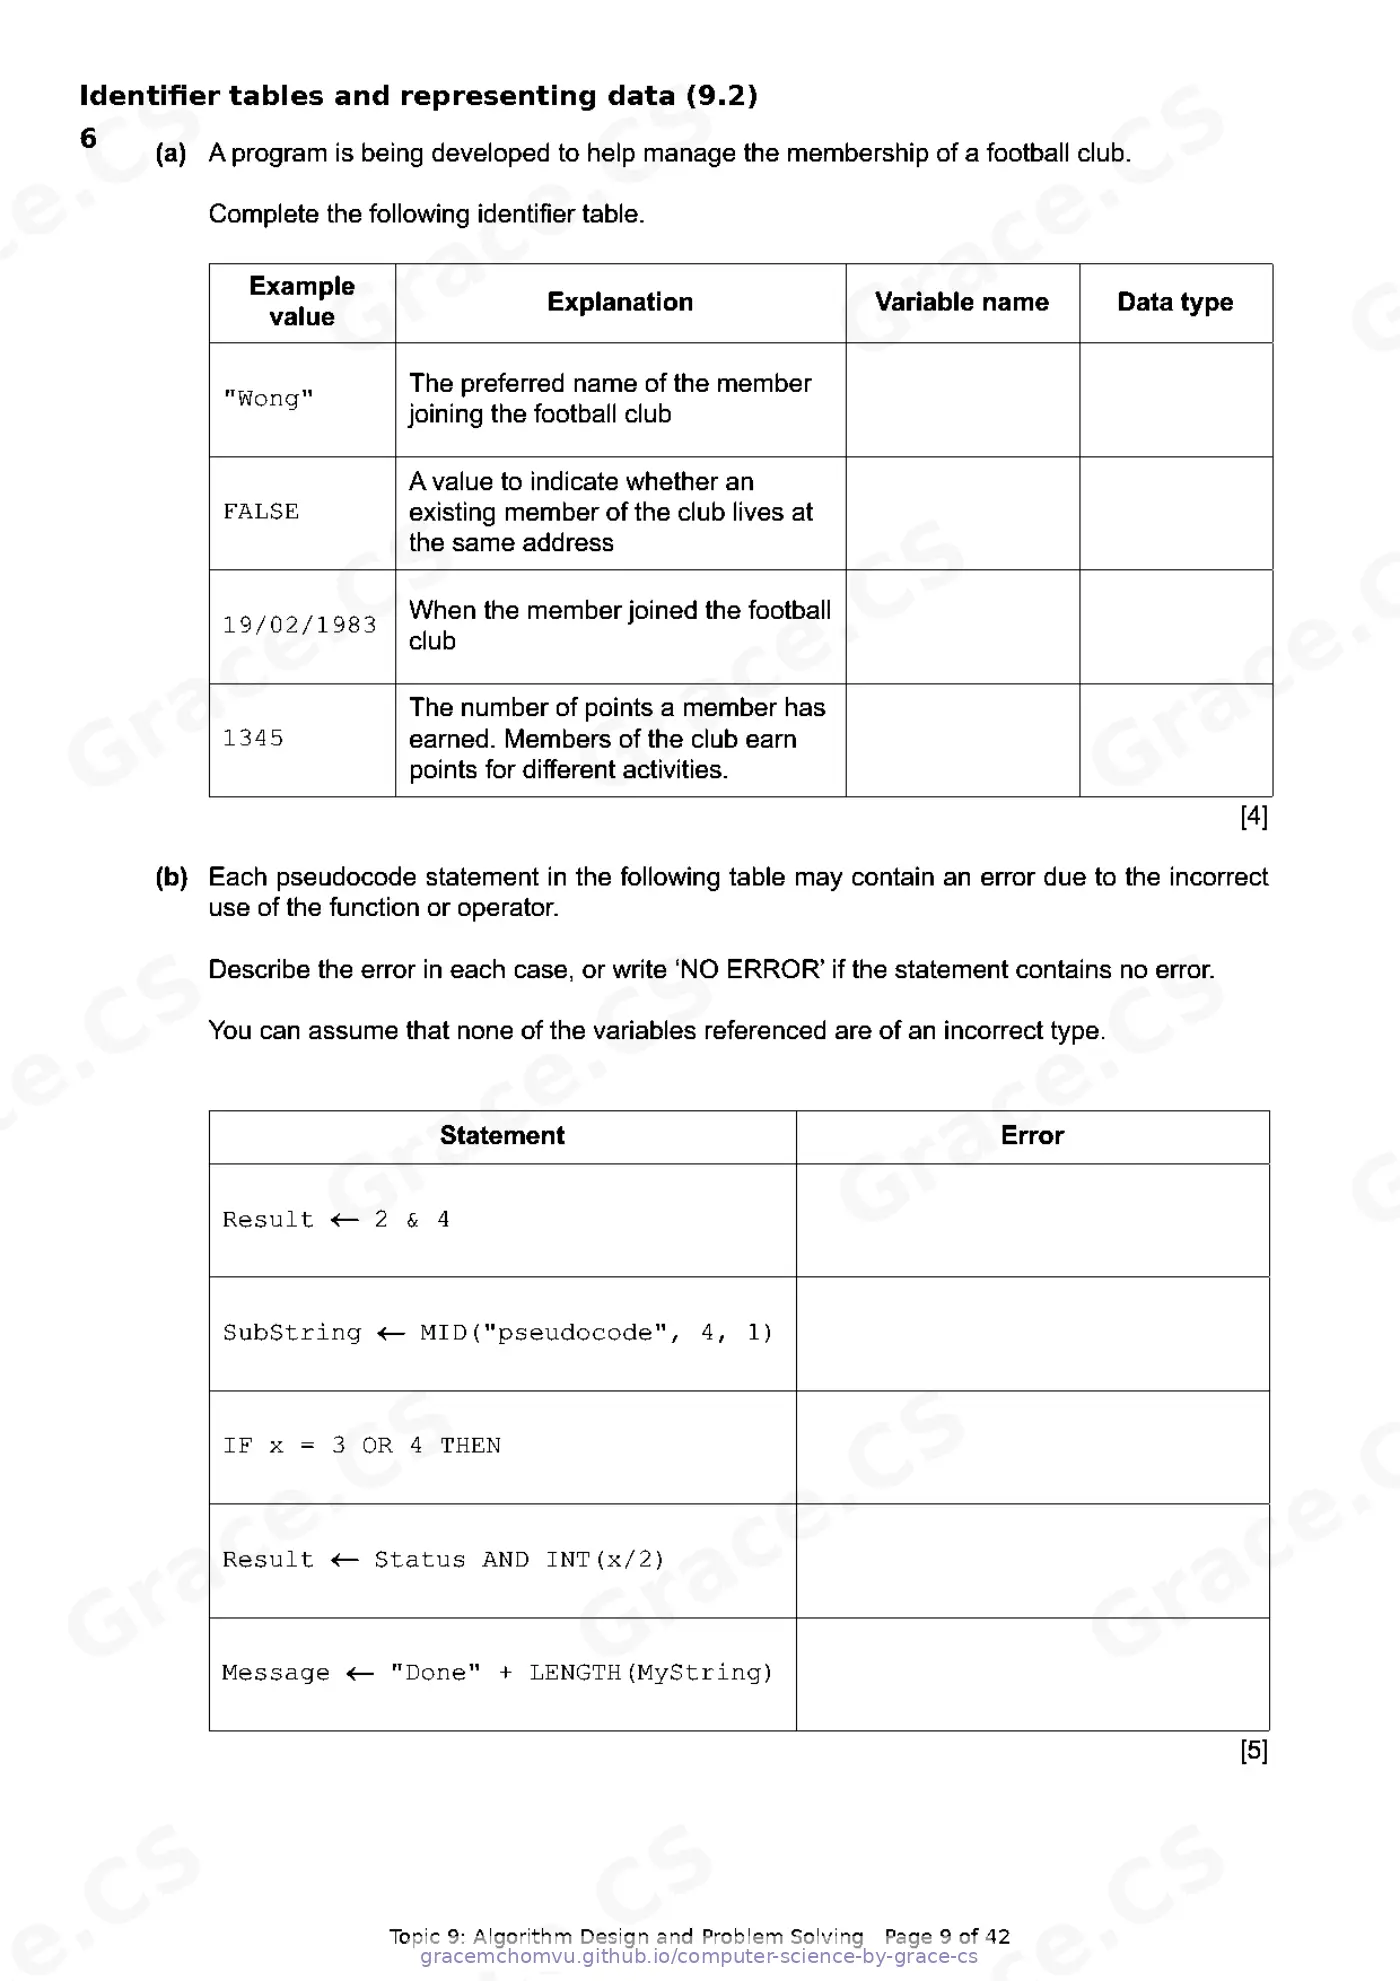 Identifier tables and representing data (9.2)
6
(a) A program is being developed to help manage the membership of a football club.
Complete the following identifier table.
Example value | Explanation | Variable name | Data type
"Wong" | The preferred name of the member
joining the football club
FALSE | A value to indicate whether an
existing member of the club lives at
the same address
19/02/1983 | When the member joined the football
club
1345 | The number of points a member has
earned. Members of the club earn
points for different activities.
[4]
(b) Each pseudocode statement in the following table may contain an error due to the incorrect
use of the function or operator.
Describe the error in each case, or write ‘NO ERROR’ if the statement contains no error.
You can assume that none of the variables referenced are of an incorrect type.
Statement | Error
Result ← 2 & 4
SubString ← MID("pseudocode", 4, 1)
IF x = 3 OR 4 THEN
Result ← Status AND INT(x/2)
Message ← "Done" + LENGTH(MyString)
[5]
Topic 9: Algorithm Design and Problem Solving Page 9 of 42
gracemchomvu.github.io/computer-science-by-grace-cs
Grace.CS